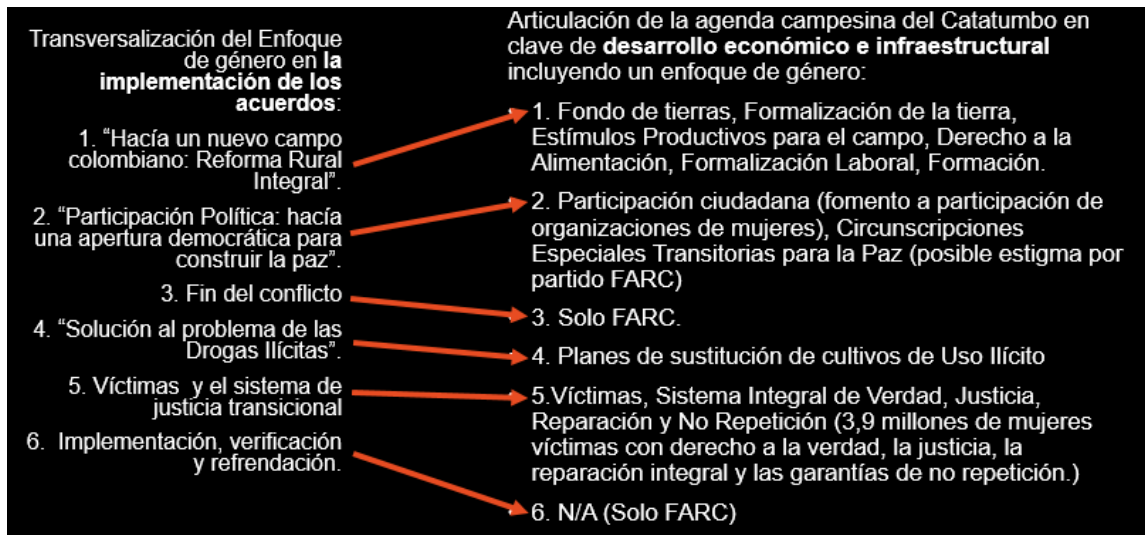 Transversalización del Enfoque
de género en la
implementación de los
acuerdos:
1. “Hacía un nuevo campo
colombiano: Reforma Rural
Integral”.
2. “Participación Política: hacía
una apertura democrática para
construir la paz”.
3. Fin del conflicto
4. “Solución al problema de las
Drogas Ilícitas”.
5. Víctimas y el sistema de
justicia transicional
6. Implementación, verificación
y refrendación.
Articulación de la agenda campesina del Catatumbo en
clave de desarrollo económico e infraestructural
incluyendo un enfoque de género:
1. Fondo de tierras, Formalización de la tierra,
Estímulos Productivos para el campo, Derecho a la
Alimentación, Formalización Laboral, Formación.
2. Participación ciudadana (fomento a participación de
organizaciones de mujeres), Circunscripciones
Especiales Transitorias para la Paz (posible estigma por
partido FARC)
3. Solo FARC.
4. Planes de sustitución de cultivos de Uso Ilícito
5.Víctimas, Sistema Integral de Verdad, Justicia,
Reparación y No Repetición (3,9 millones de mujeres
víctimas con derecho a la verdad, la justicia, la
reparación integral y las garantías de no repetición.)
6. N/A (Solo FARC)